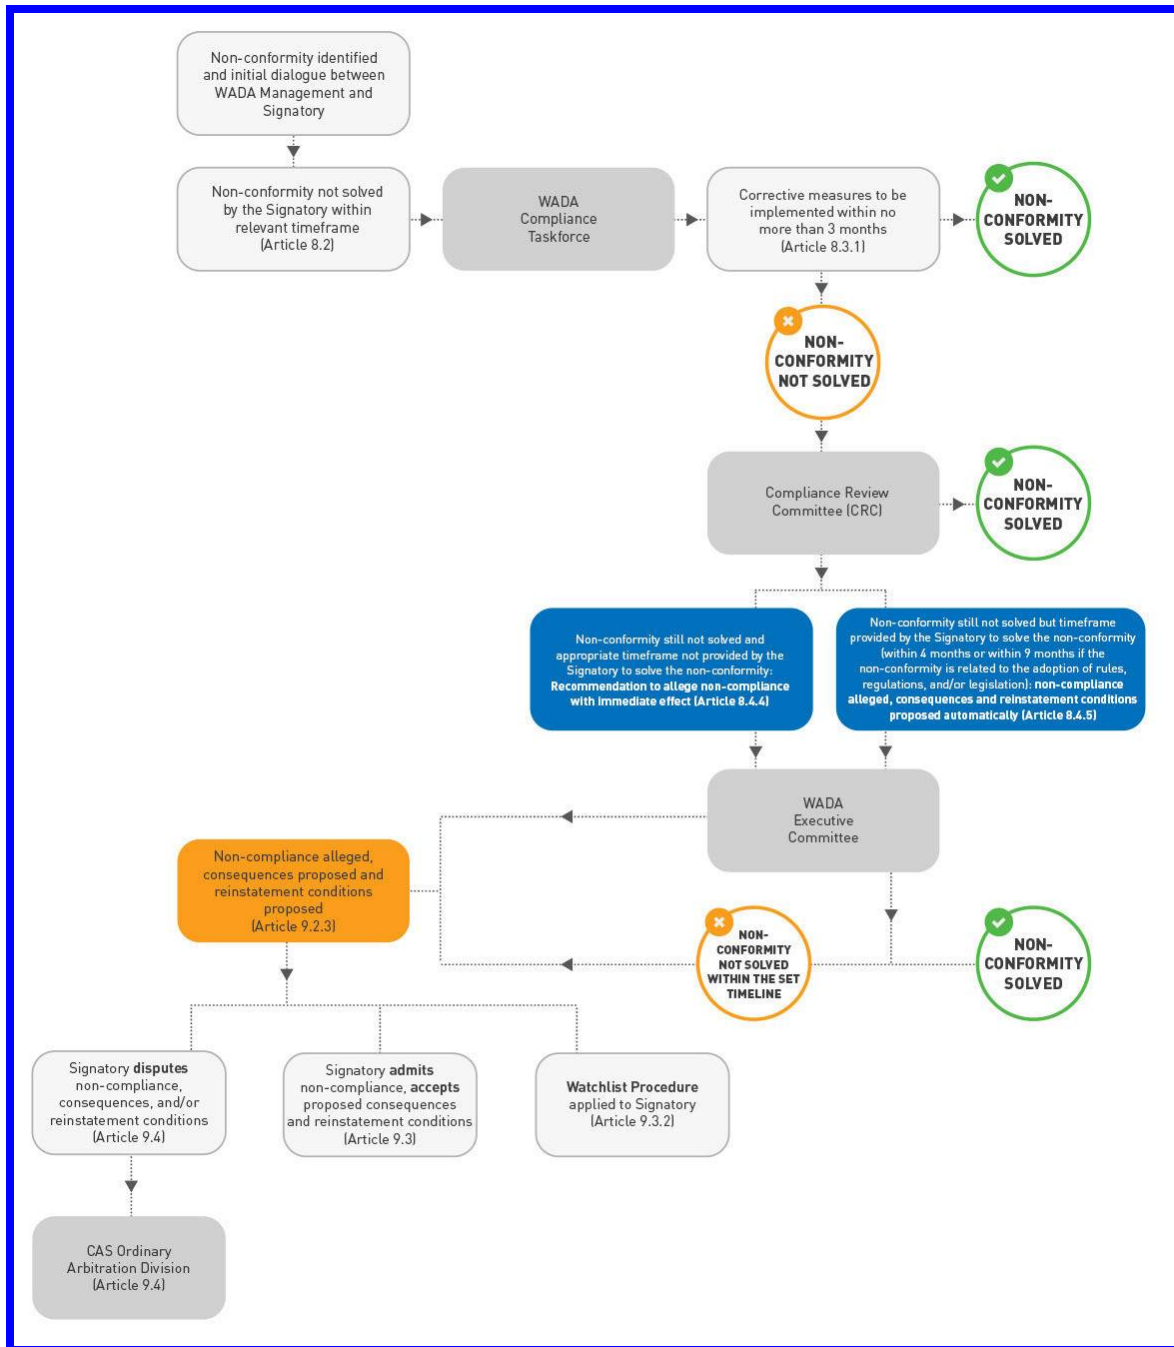 Non-conformity identified
and initial dialogue between
WADA Management and
Signatory
Non-conformity not solved
by the Signatory within
relevant timeframe
(Article 8.2)
WADA
Compliance
Taskforce
Corrective measures to be
implemented within no
more than 3 months
(Article 8.3.1)
NON-
CONFORMITY
SOLVED
NON-
CONFORMITY
NOT SOLVED
Compliance Review
Committee (CRC)
NON-
CONFORMITY
SOLVED
Non-conformity still not solved and
appropriate timeframe not provided by the
Signatory to solve the non-conformity:
Recommendation to allege non-compliance
with immediate effect (Article 8.4.4)
Non-conformity still not solved but timeframe
provided by the Signatory to solve the non-conformity
(within 4 months or within 9 months if the
non-conformity is related to the adoption of rules,
regulations, and/or legislation): non-compliance
alleged, consequences and reinstatement conditions
proposed automatically (Article 8.4.5)
WADA
Executive
Committee
Non-compliance alleged,
consequences proposed and
reinstatement conditions
proposed
(Article 9.2.3)
NON-
CONFORMITY
NOT SOLVED
WITHIN THE SET
TIMELINE
NON-
CONFORMITY
SOLVED
Signatory disputes
non-compliance,
consequences, and/or
reinstatement conditions
(Article 9.4)
Signatory admits
non-compliance, accepts
proposed consequences
and reinstatement conditions
(Article 9.3)
Watchlist Procedure
applied to Signatory
(Article 9.3.2)
CAS Ordinary
Arbitration Division
(Article 9.4)